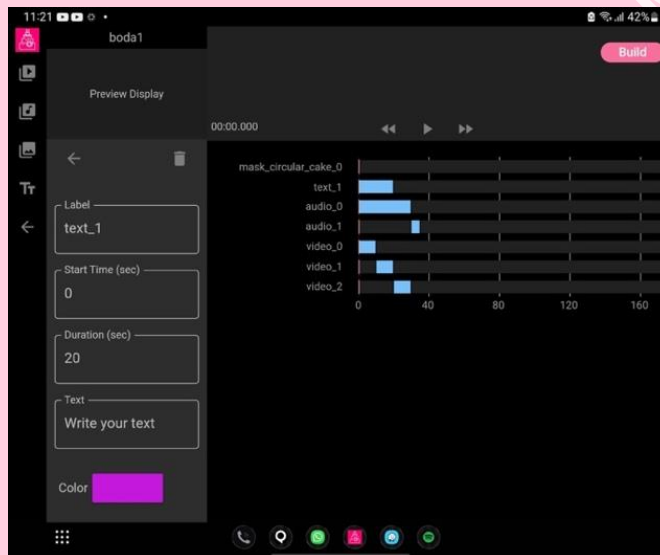 11:21
42%
boda1
Build
Preview Display
00:00.000
mask_circular_cake_0
text_1
audio_0
audio_1
video_0
video_1
video_2
0 40 80 120 160
Tт
Label
text_1
Start Time (sec)
0
Duration (sec)
20
Text
Write your text
Color